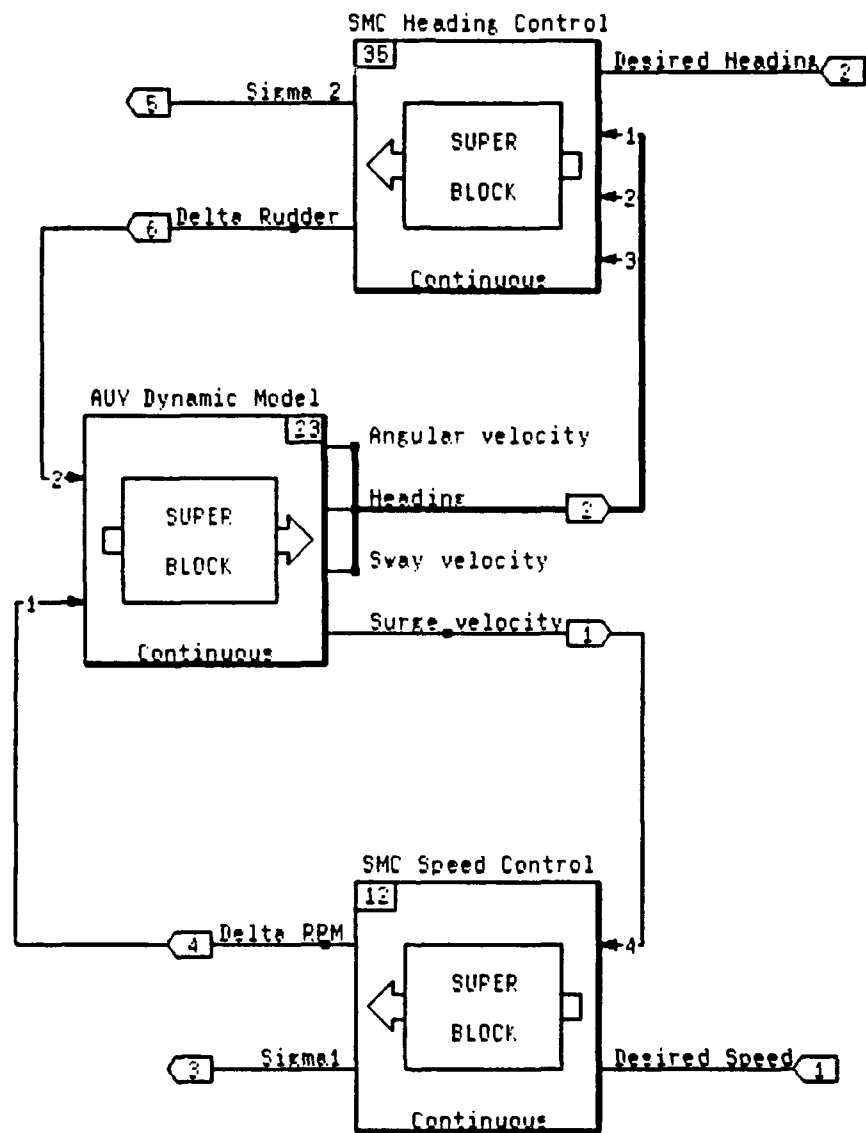 SMC Heading Control
35
Desired Heading
2
5
Sigma 2
SUPER
BLOCK
1
2
3
6
Delta Rudder
Continuous
AUV Dynamic Model
23
Angular velocity
2
Heading
2
SUPER
BLOCK
Sway velocity
1
Surge velocity
1
Continuous
SMC Speed Control
12
4
Delta RPM
4
SUPER
BLOCK
3
Sigma1
Desired Speed
1
Continuous